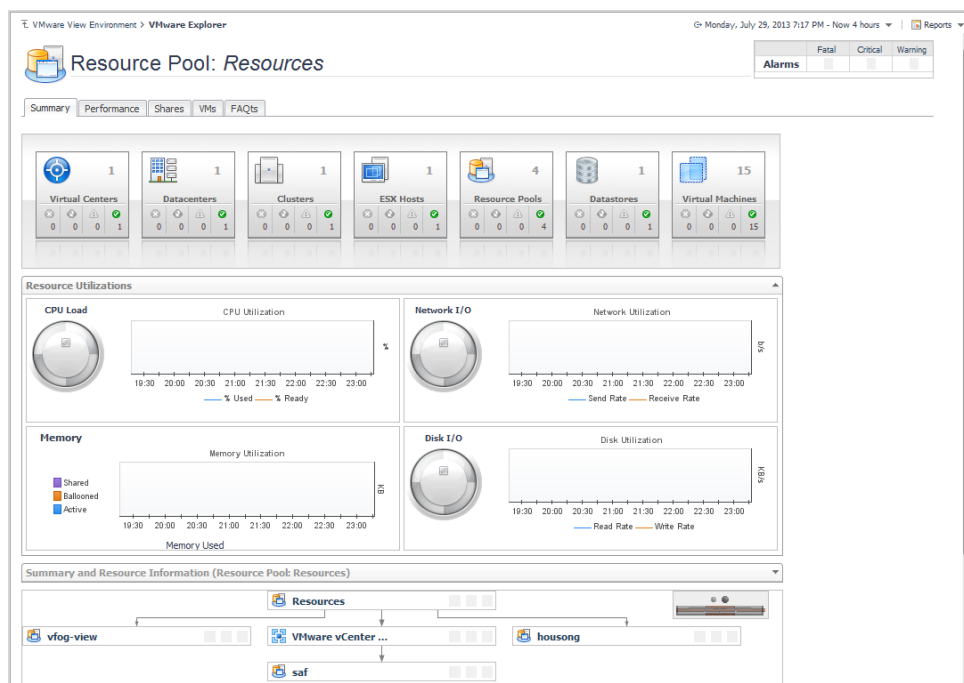 VMware View Environment > VMware Explorer
Monday, July 29, 2013 7:17 PM - Now 4 hours | Reports
Resource Pool: Resources
Fatal Critical Warning
Alarms
Summary Performance Shares VMs FAQts
1 1 1 1 4 1 15
Virtual Centers Datacenters Clusters ESX Hosts Resource Pools Datastores Virtual Machines
0 0 0 1 0 0 0 1 0 0 0 1 0 0 0 1 0 0 0 4 0 0 0 1 0 0 0 15
Resource Utilizations
CPU Load
CPU Utilization
%
19:30 20:00 20:30 21:00 21:30 22:00 22:30 23:00
% Used % Ready
Network I/O
Network Utilization
b/s
19:30 20:00 20:30 21:00 21:30 22:00 22:30 23:00
Send Rate Receive Rate
Memory
Memory Utilization
Shared
Ballooned
Active
KB
19:30 20:00 20:30 21:00 21:30 22:00 22:30 23:00
Memory Used
Disk I/O
Disk Utilization
KB/s
19:30 20:00 20:30 21:00 21:30 22:00 22:30 23:00
Read Rate Write Rate
Summary and Resource Information (Resource Pool: Resources)
Resources
vfog-view VMware vCenter ... housong
saf